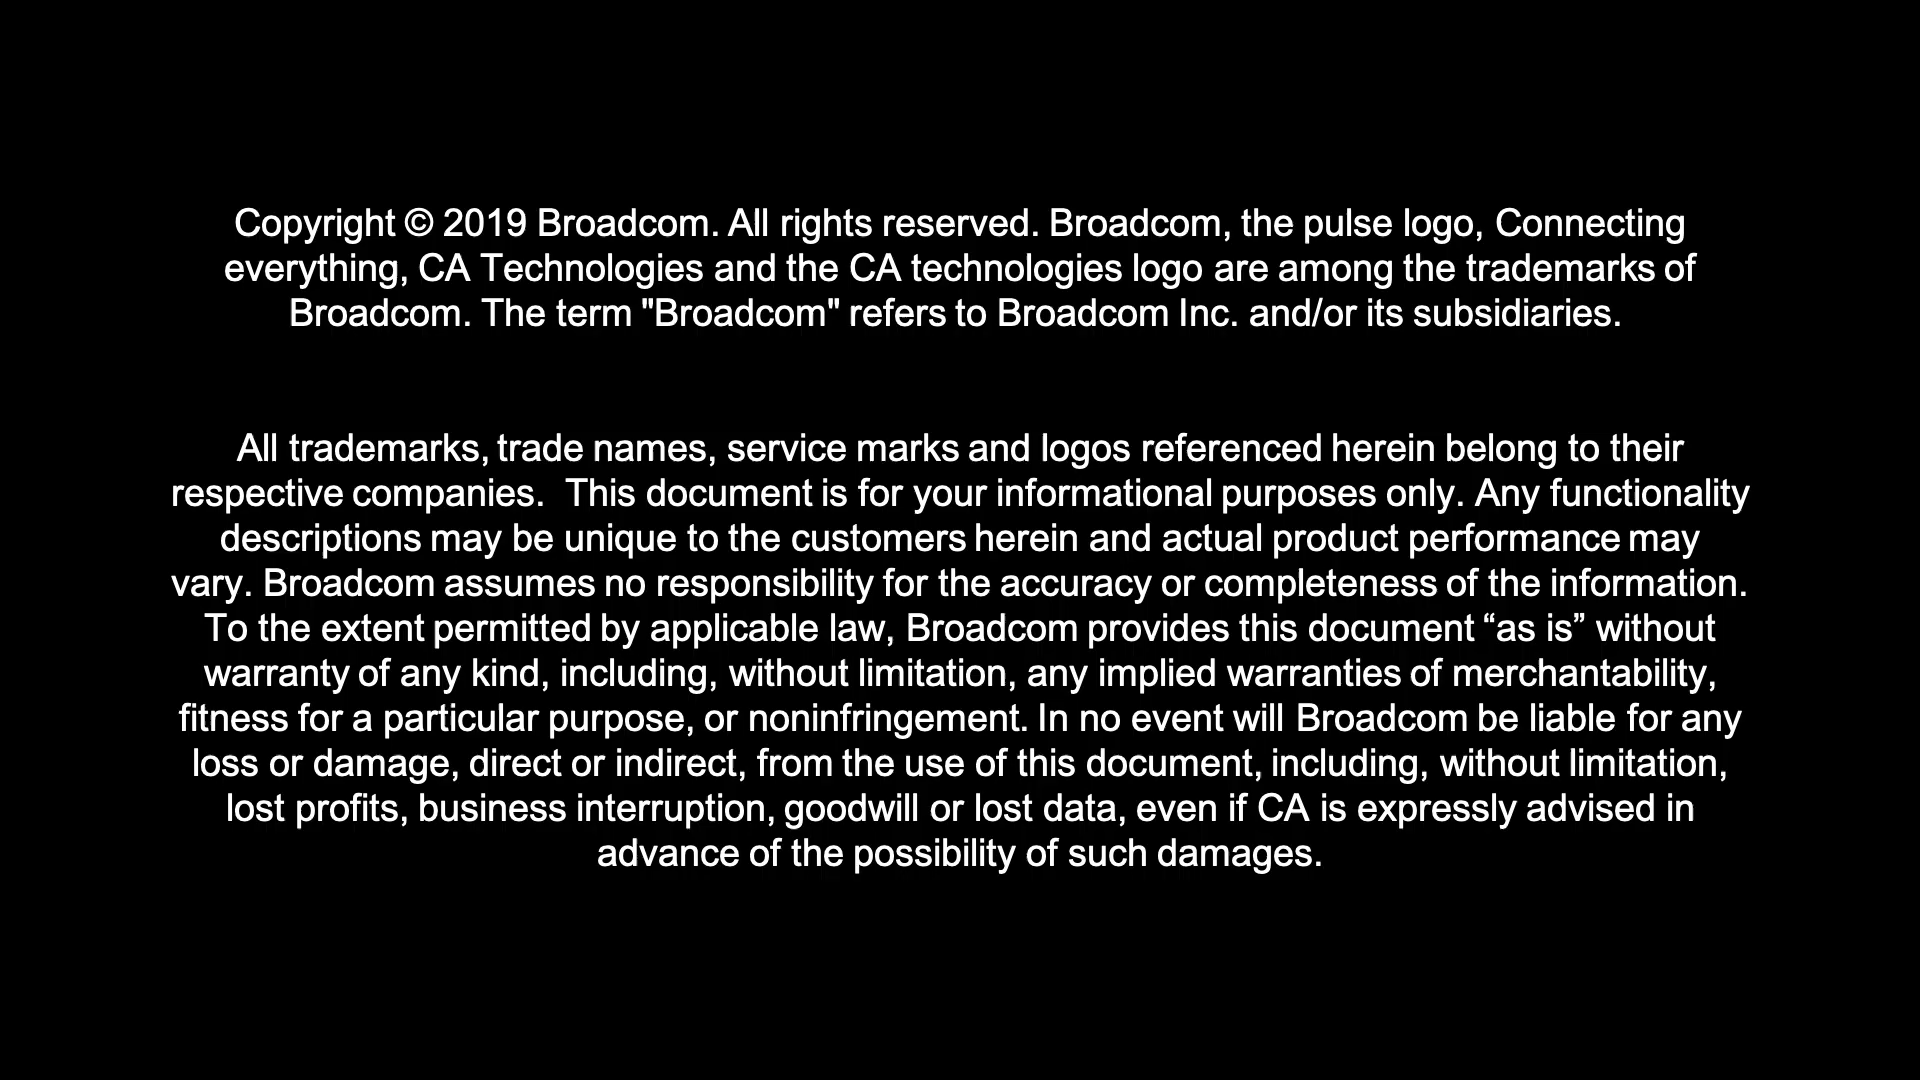 Copyright © 2019 Broadcom. All rights reserved. Broadcom, the pulse logo, Connecting
everything, CA Technologies and the CA technologies logo are among the trademarks of
Broadcom. The term "Broadcom" refers to Broadcom Inc. and/or its subsidiaries.
All trademarks, trade names, service marks and logos referenced herein belong to their
respective companies.  This document is for your informational purposes only. Any functionality
descriptions may be unique to the customers herein and actual product performance may
vary. Broadcom assumes no responsibility for the accuracy or completeness of the information.
To the extent permitted by applicable law, Broadcom provides this document “as is” without
warranty of any kind, including, without limitation, any implied warranties of merchantability,
fitness for a particular purpose, or noninfringement. In no event will Broadcom be liable for any
loss or damage, direct or indirect, from the use of this document, including, without limitation,
lost profits, business interruption, goodwill or lost data, even if CA is expressly advised in
advance of the possibility of such damages.